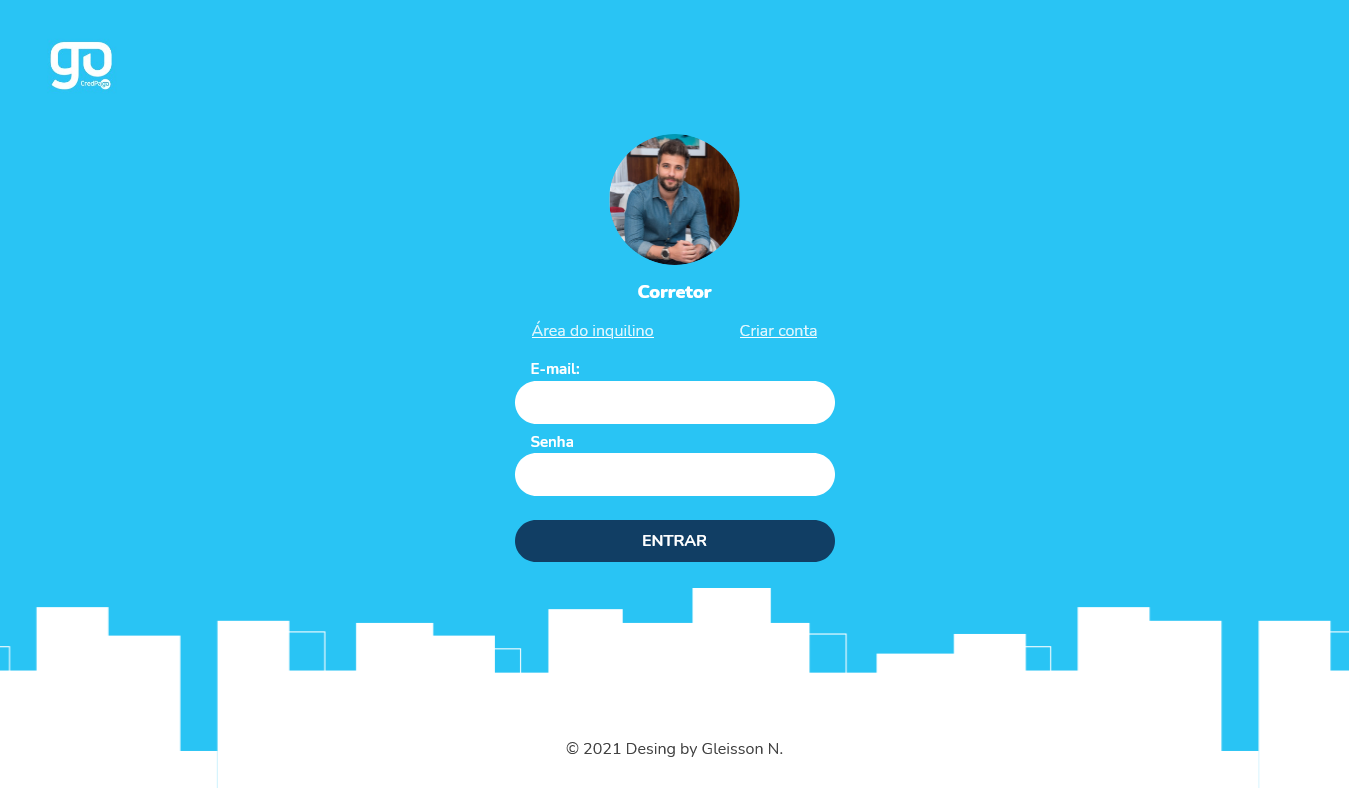 go
CredPago
Corretor
Área do inquilino Criar conta
E-mail:
Senha
ENTRAR
© 2021 Desing by Gleisson N.